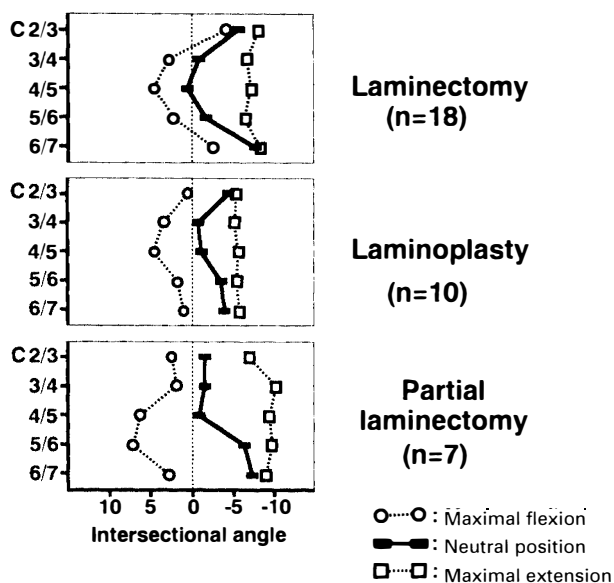 C 2/3
3/4
4/5
5/6
6/7
Laminectomy
(n=18)
C 2/3
3/4
4/5
5/6
6/7
Laminoplasty
(n=10)
C 2/3
3/4
4/5
5/6
6/7
Partial
laminectomy
(n=7)
10 5 0 -5 -10
Intersectional angle
: Maximal flexion
: Neutral position
: Maximal extension